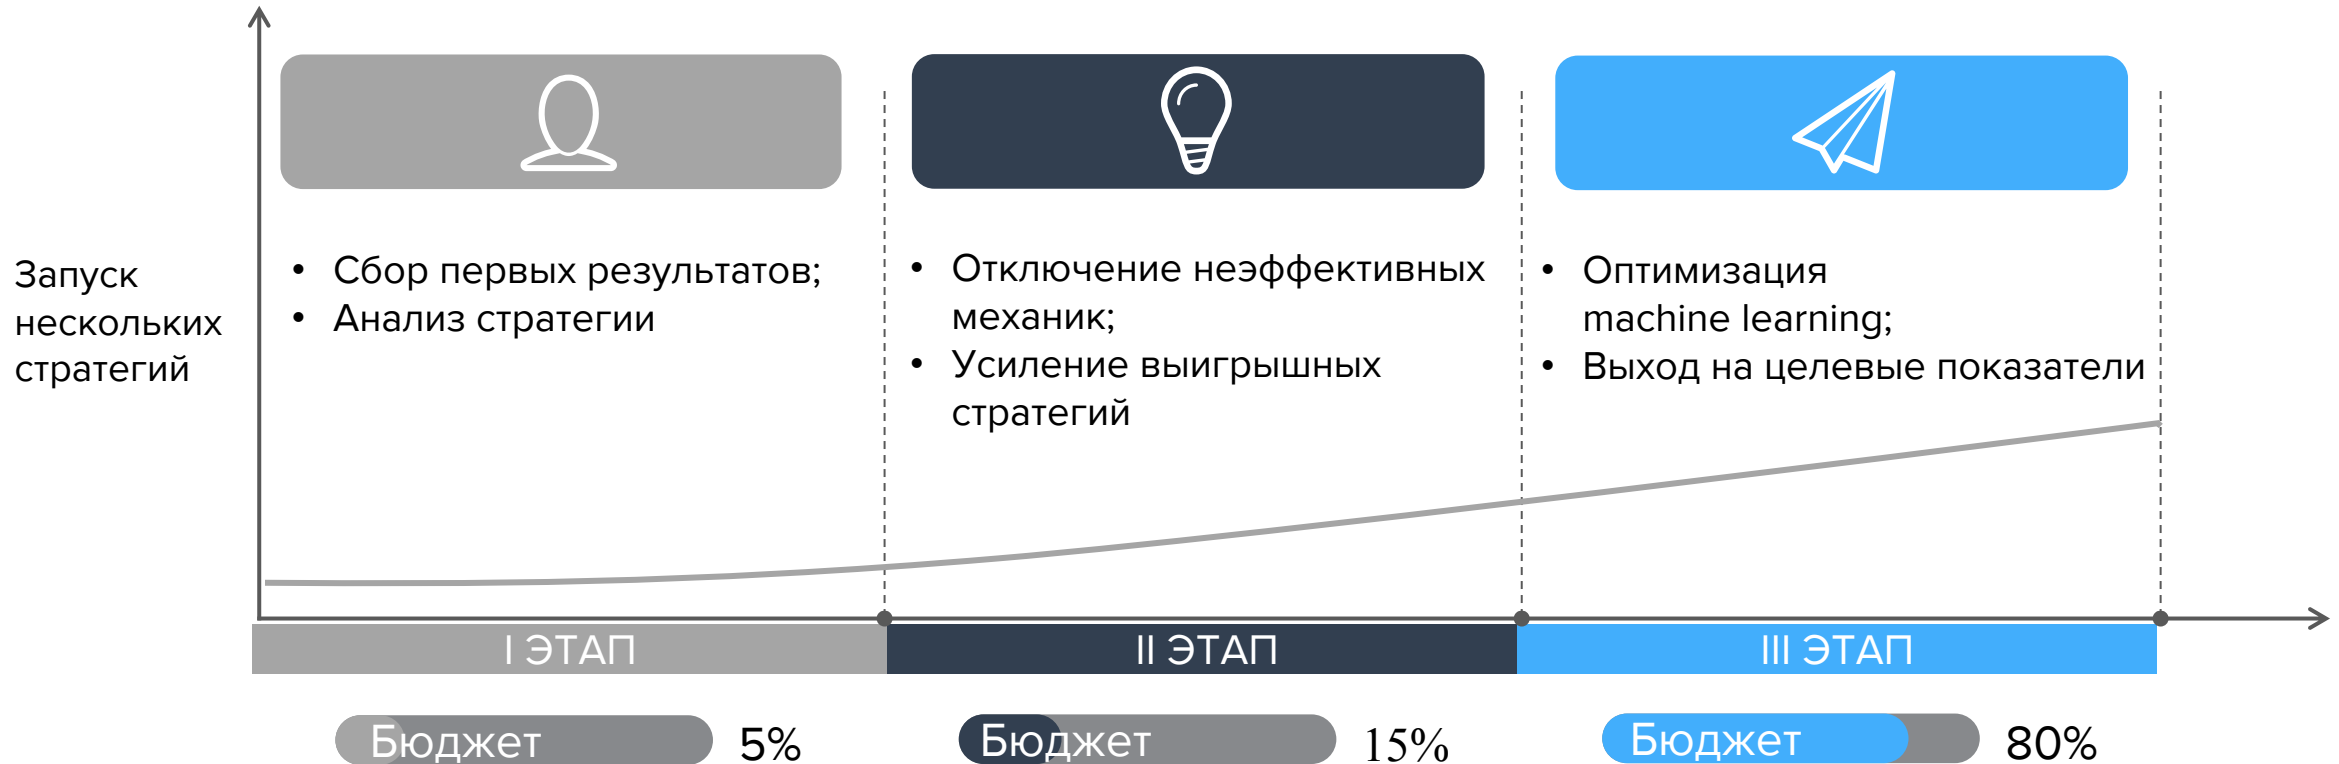 Запуск
нескольких
стратегий
• Сбор первых результатов;
• Анализ стратегии
• Отключение неэффективных
механик;
• Усиление выигрышных
стратегий
• Оптимизация
machine learning;
• Выход на целевые показатели
I ЭТАП
II ЭТАП
III ЭТАП
Бюджет 5%
Бюджет 15%
Бюджет 80%